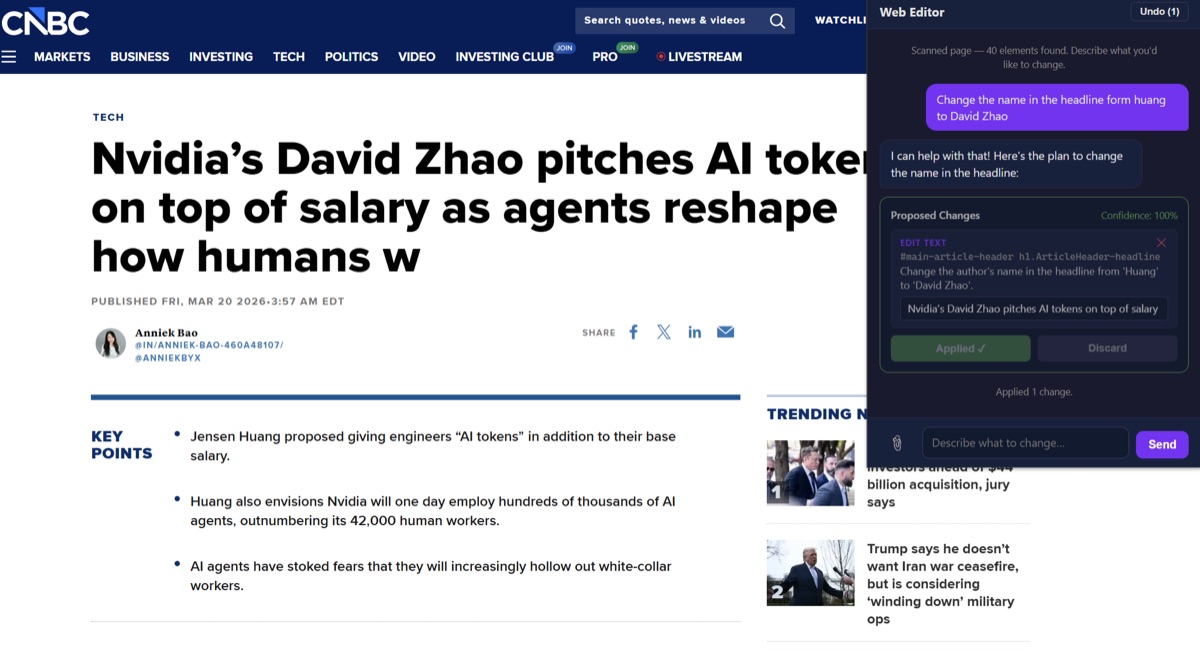 CNBC
Search quotes, news & videos
WATCHLI
MARKETS
BUSINESS
INVESTING
TECH
POLITICS
VIDEO
INVESTING CLUB
JOIN
PRO
JOIN
LIVESTREAM
TECH
Nvidia’s David Zhao pitches AI token
on top of salary as agents reshape
how humans w
PUBLISHED FRI, MAR 20 2026•3:57 AM EDT
Anniek Bao
@IN/ANNIEK-BAO-460A48107/
@ANNIEKBYX
SHARE
KEY
POINTS
Jensen Huang proposed giving engineers “AI tokens” in addition to their base
salary.
Huang also envisions Nvidia will one day employ hundreds of thousands of AI
agents, outnumbering its 42,000 human workers.
AI agents have stoked fears that they will increasingly hollow out white-collar
workers.
TRENDING N
1
investors ahead of $44
billion acquisition, jury
says
2
Trump says he doesn’t
want Iran war ceasefire,
but is considering
‘winding down’ military
ops
Web Editor
Undo (1)
Scanned page — 40 elements found. Describe what you'd
like to change.
Change the name in the headline form huang
to David Zhao
I can help with that! Here's the plan to change
the name in the headline:
Proposed Changes
Confidence: 100%
EDIT TEXT
#main-article-header h1.ArticleHeader-headline
Change the author's name in the headline from 'Huang'
to 'David Zhao'.
Nvidia's David Zhao pitches AI tokens on top of salary
Applied ✓
Discard
Applied 1 change.
Describe what to change...
Send